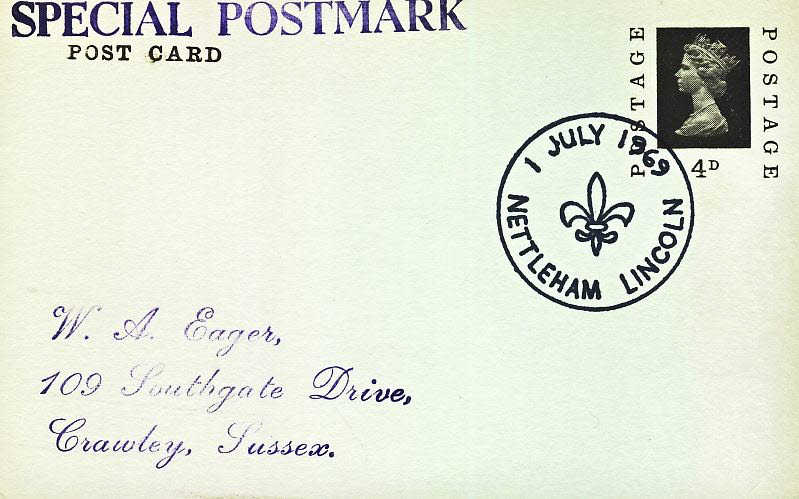 SPECIAL POSTMARK
POST CARD
POSTAGE
POSTAGE
4D
1 JULY 1969
NETTLEHAM LINCOLN
W. A. Eager,
109 Southgate Drive,
Crawley, Sussex.